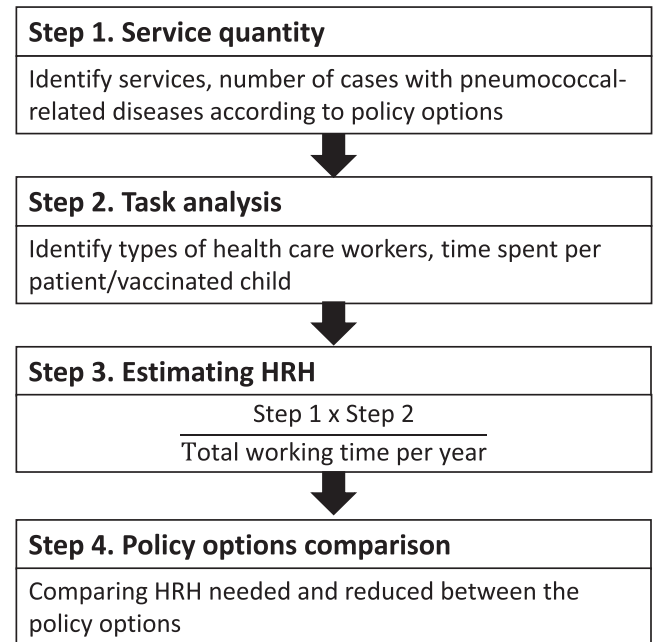 Step 1. Service quantity
Identify services, number of cases with pneumococcal-
related diseases according to policy options
Step 2. Task analysis
Identify types of health care workers, time spent per
patient/vaccinated child
Step 3. Estimating HRH
Step 1 x Step 2
Total working time per year
Step 4. Policy options comparison
Comparing HRH needed and reduced between the
policy options